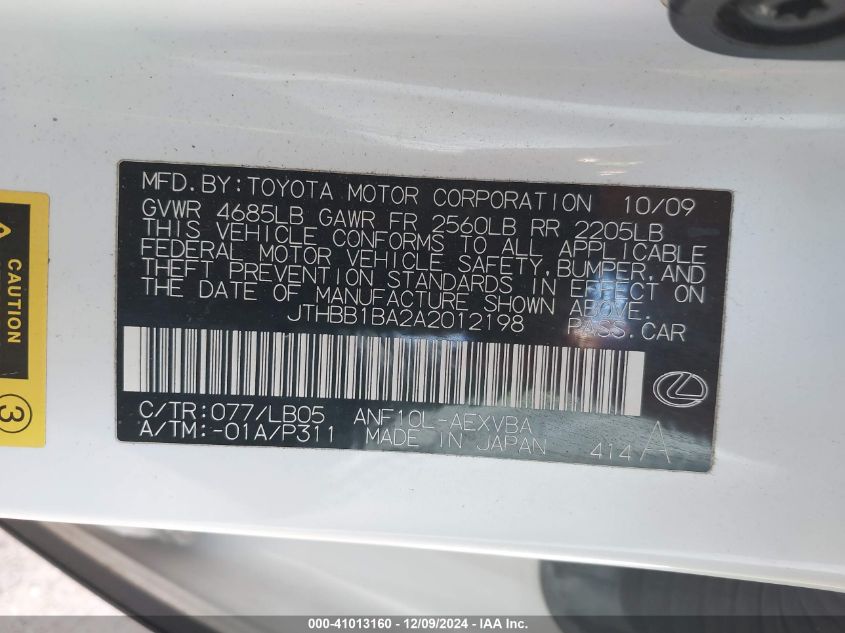 MFD. BY: TOYOTA MOTOR CORPORATION 10/09
GVWR 4685LB GAWR FR 2560LB RR 2205LB
THIS VEHICLE CONFORMS TO ALL APPLICABLE
FEDERAL MOTOR VEHICLE SAFETY, BUMPER, AND
THEFT PREVENTION STANDARDS IN EFFECT ON
THE DATE OF MANUFACTURE SHOWN ABOVE.
JTHBB1BA2A2012198 PASS. CAR
C/TR: 077/LB05 ANF10L-AEXVBA
A/TM: -01A/P311 MADE IN JAPAN 414 A
CAUTION
3
000-41013160 - 12/09/2024 - IAA Inc.